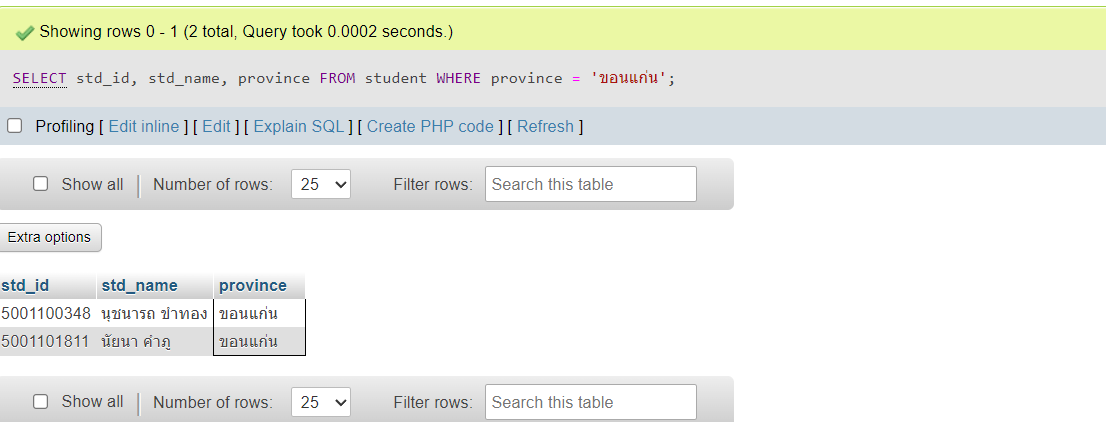 Showing rows 0 - 1 (2 total, Query took 0.0002 seconds.)
SELECT std_id, std_name, province FROM student WHERE province = 'ขอนแก่น';
Profiling [ Edit inline ] [ Edit ] [ Explain SQL ] [ Create PHP code ] [ Refresh ]
Show all | Number of rows: 25 Filter rows: Search this table
Extra options
std_id std_name province
5001100348 นุชนารถ ขำทอง ขอนแก่น
5001101811 นัยนา คำภู ขอนแก่น
Show all | Number of rows: 25 Filter rows: Search this table